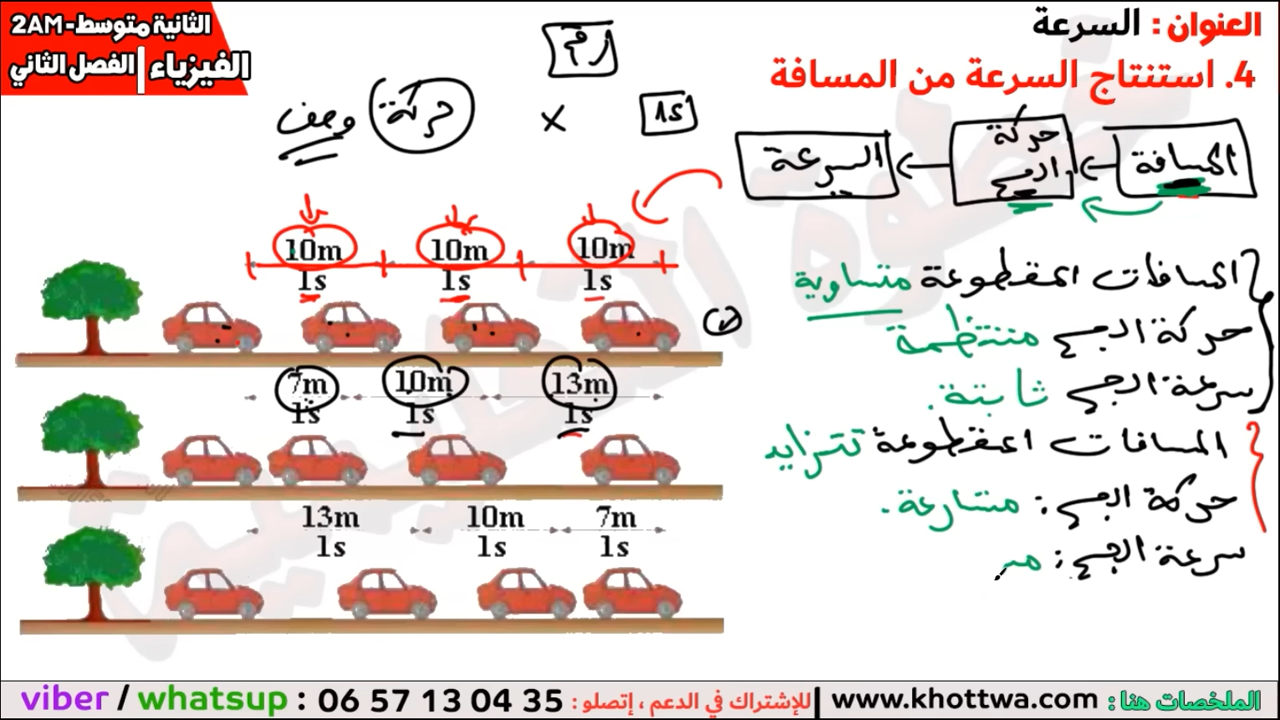 العنوان : السرعة
الثانية متوسط-2AM
الفيزياء | الفصل الثاني
4. استنتاج السرعة من المسافة
المسافة
حركة الجسم
السرعة
1s
×
حركة
وصف
10m 10m 10m
1s 1s 1s
المسافات المقطوعة متساوية
حركة الجسم منتظمة
سرعة الجسم ثابتة.
7m 10m 13m
1s 1s 1s
المسافات المقطوعة تتزايد
حركة الجسم: متسارعة.
سرعة الجسم:
13m 10m 7m
1s 1s 1s
الملخصات هنا : www.khottwa.com | للإشتراك في الدعم ، إتصلو : viber / whatsup : 06 57 13 04 35